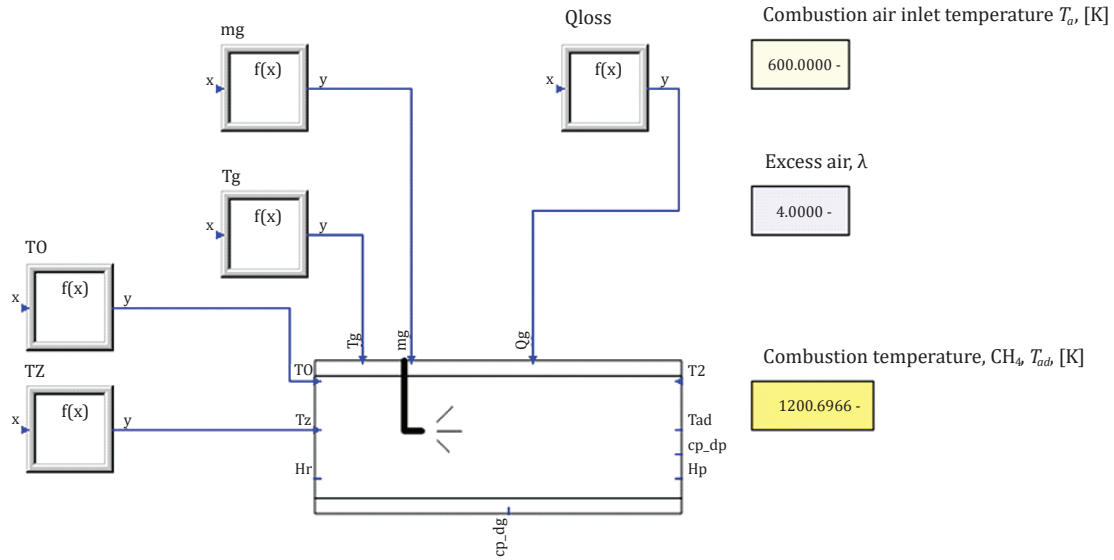 mg
f(x)
x
y
Qloss
f(x)
x
y
Combustion air inlet temperature Tₐ, [K]
600.0000 -
Excess air, λ
4.0000 -
Tg
f(x)
x
y
TO
f(x)
x
y
TZ
f(x)
x
y
Tg
mg
Qg
TO
Tz
Hr
T2
Tad
cp_dp
Hp
cp_dg
Combustion temperature, CH₄, T_ad, [K]
1200.6966 -